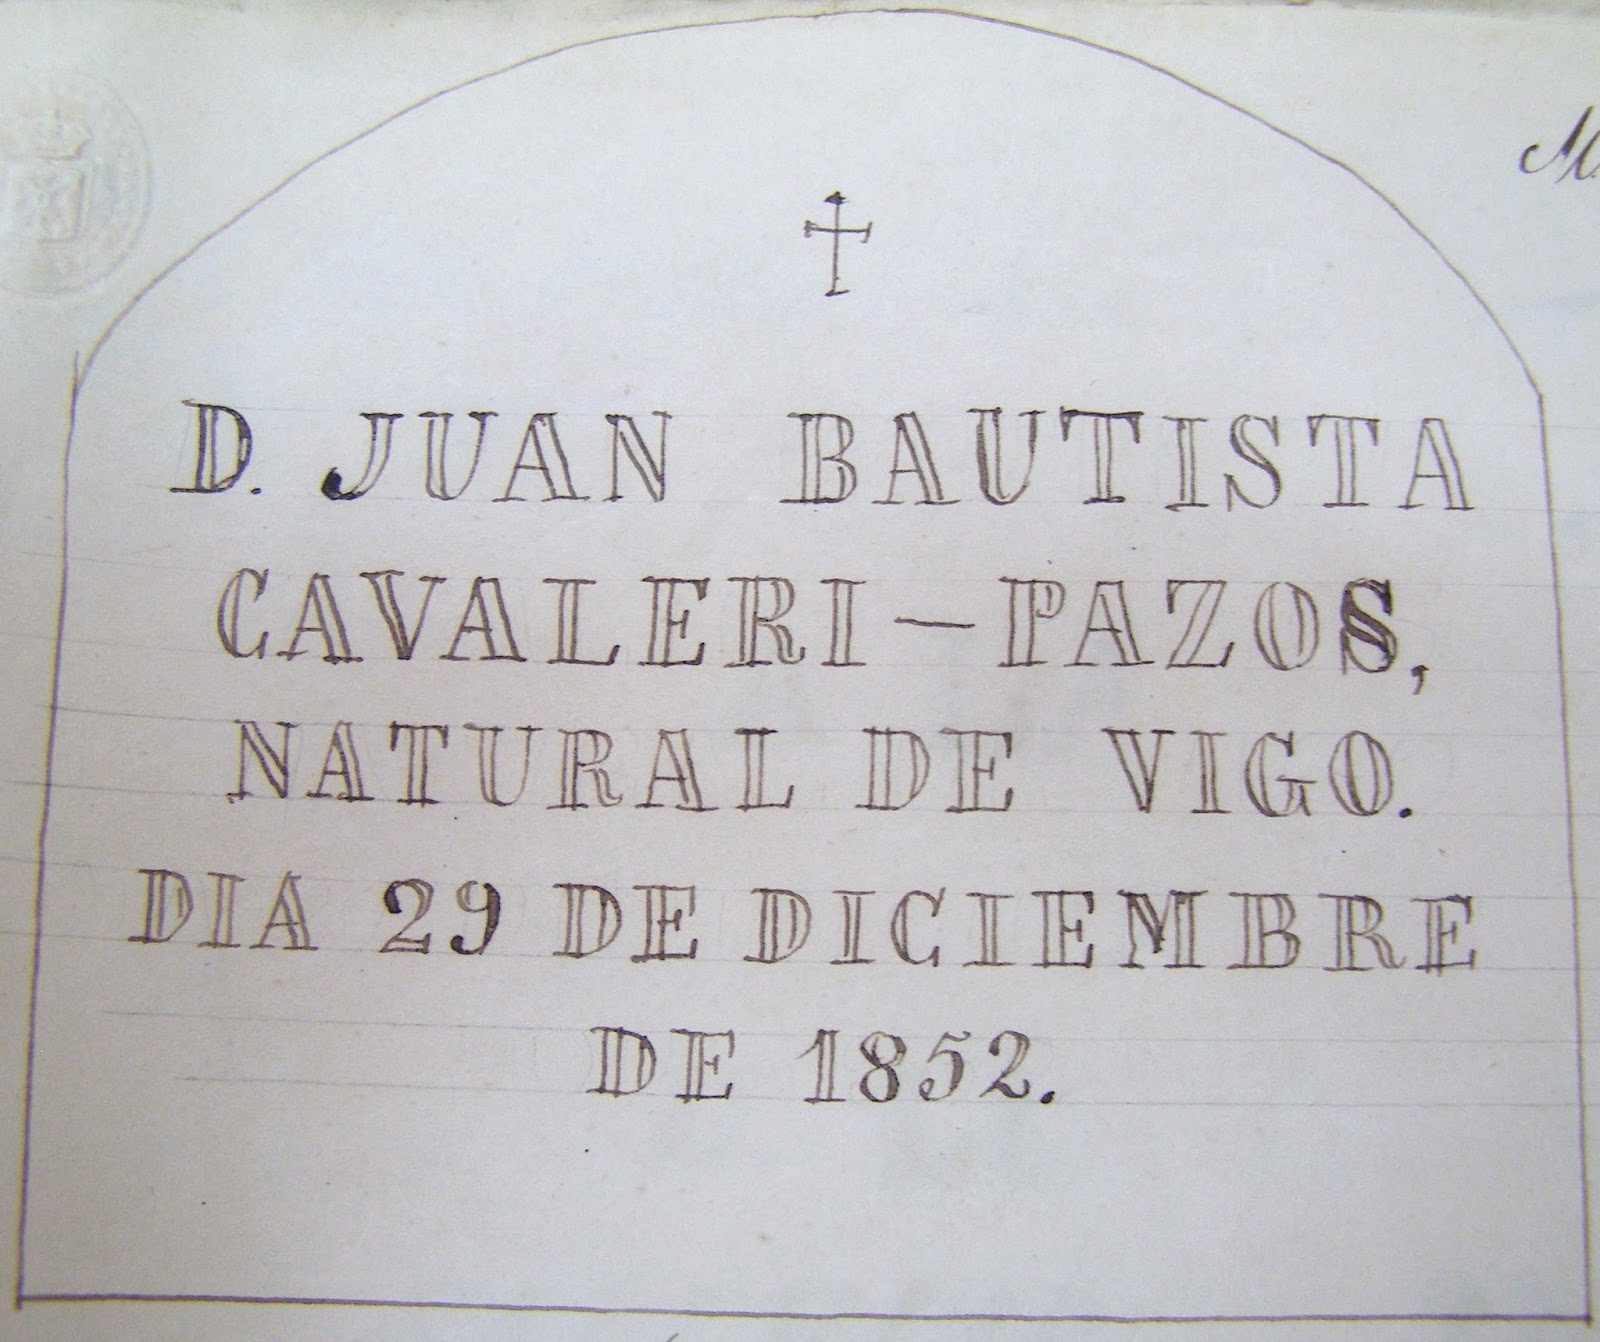 D. JUAN BAUTISTA
CAVALERI-PAZOS,
NATURAL DE VIGO.
DIA 29 DE DICIEMBRE
DE 1852.